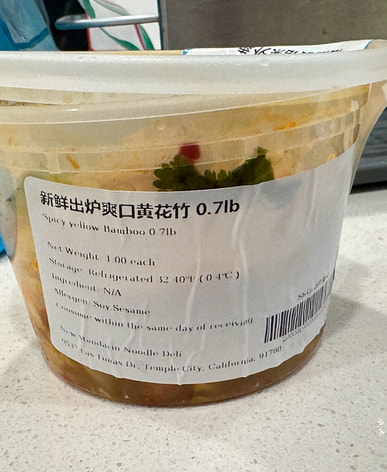 新鲜出炉爽口黄花竹 0.7lb
Spicy yellow Bamboo 0.7lb
Net Weight: 1.00 each
Storage: Refrigerated 32-40°F ( 0-4°C )
Ingredient: N/A
Allergen: Soy Sesame
Consume within the same day of receiving
New Mandarin Noodle Deli
Las Tunas Dr, Temple City, California, 91780